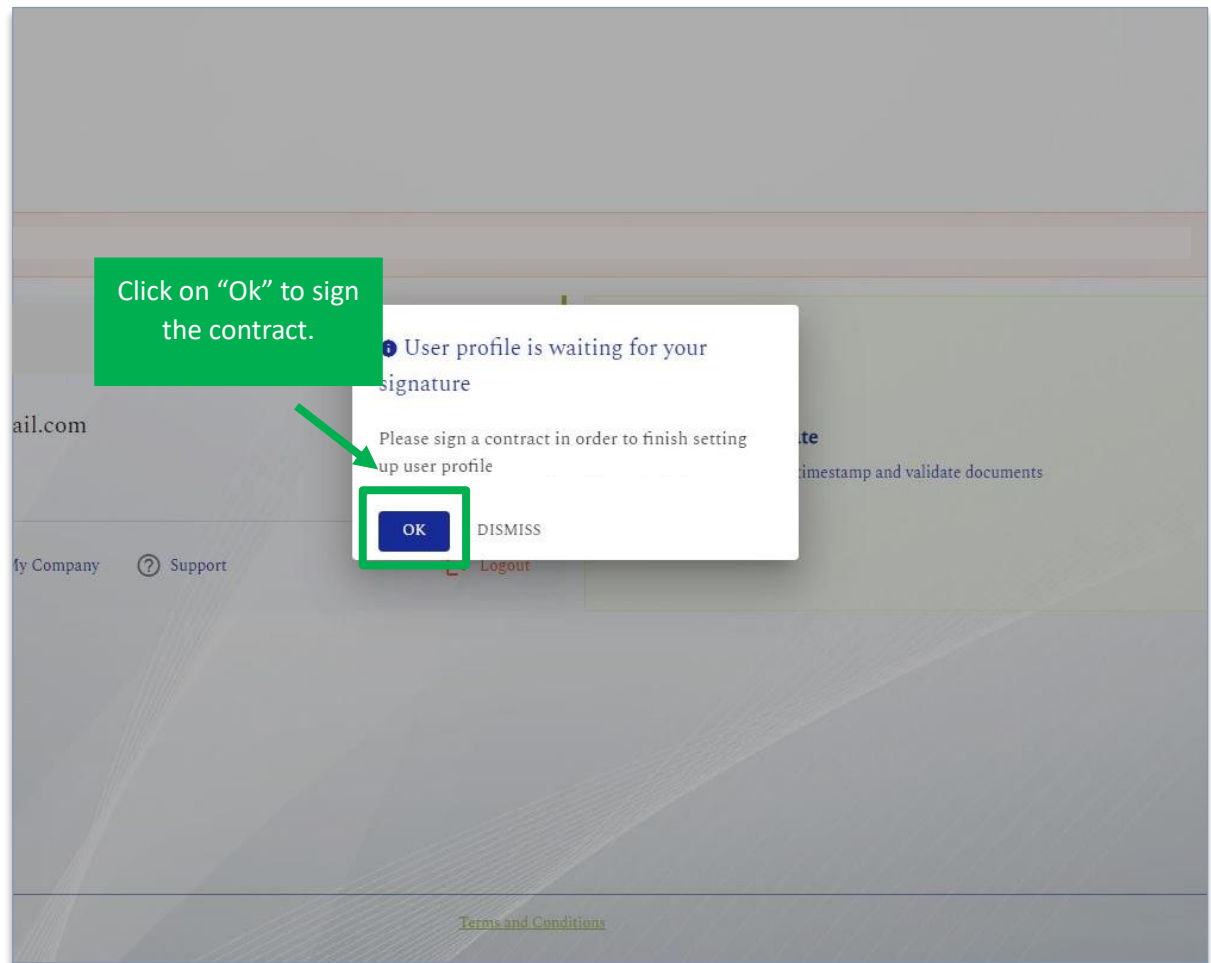 Click on “Ok” to sign
the contract.
User profile is waiting for your
signature
ail.com
Please sign a contract in order to finish setting
up user profile
timestamp and validate documents
OK DISMISS
My Company Support Logout
Terms and Conditions